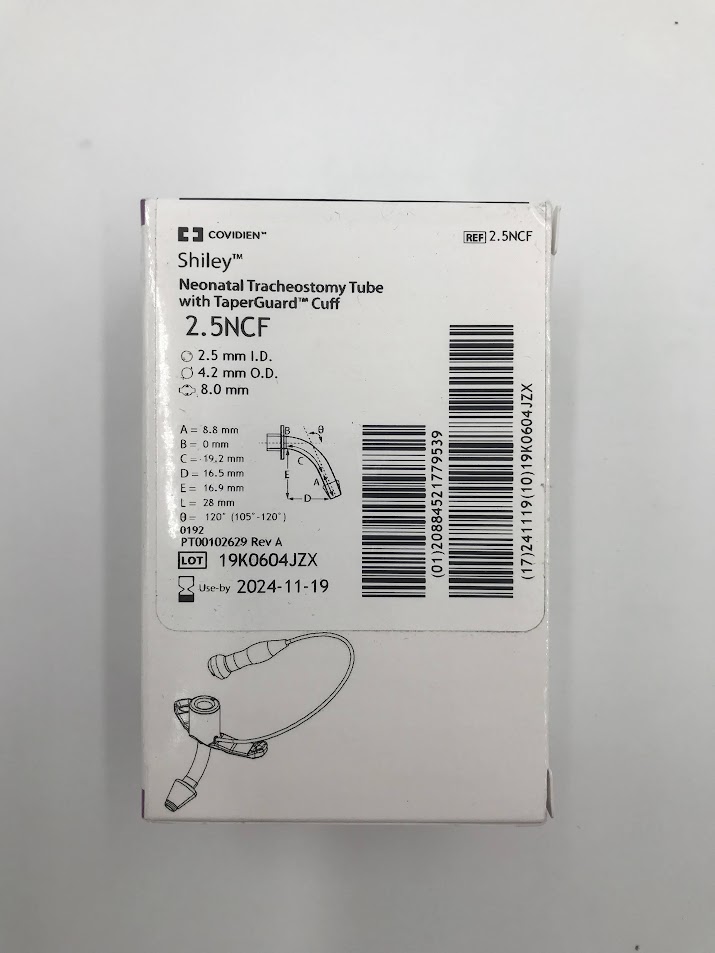 COVIDIEN™
REF 2.5NCF
Shiley™
Neonatal Tracheostomy Tube
with TaperGuard™ Cuff
2.5NCF
2.5 mm I.D.
4.2 mm O.D.
8.0 mm
A = 8.8 mm
B = 0 mm
C = 19.2 mm
D = 16.5 mm
E = 16.9 mm
L = 28 mm
θ = 120° (105°-120°)
B
θ
C
E
A
D
0192
PT00102629 Rev A
LOT 19K0604JZX
Use-by 2024-11-19
(01)20884521779539
(17)241119(10)19K0604JZX